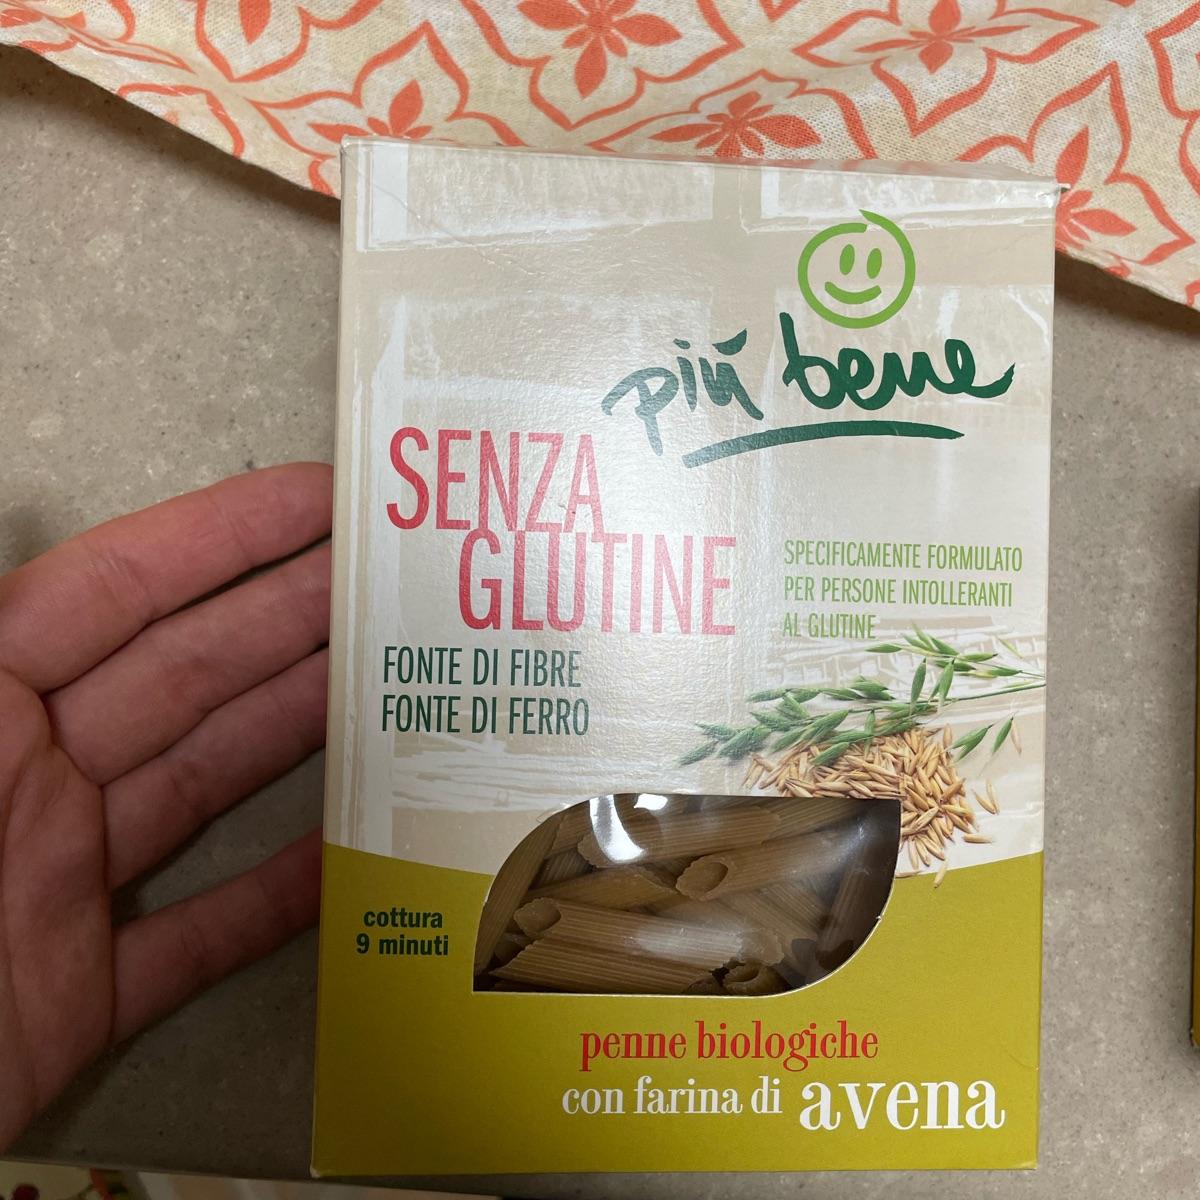 più bene
SENZA
GLUTINE
SPECIFICAMENTE FORMULATO
PER PERSONE INTOLLERANTI
AL GLUTINE
FONTE DI FIBRE
FONTE DI FERRO
cottura
9 minuti
penne biologiche
con farina di avena